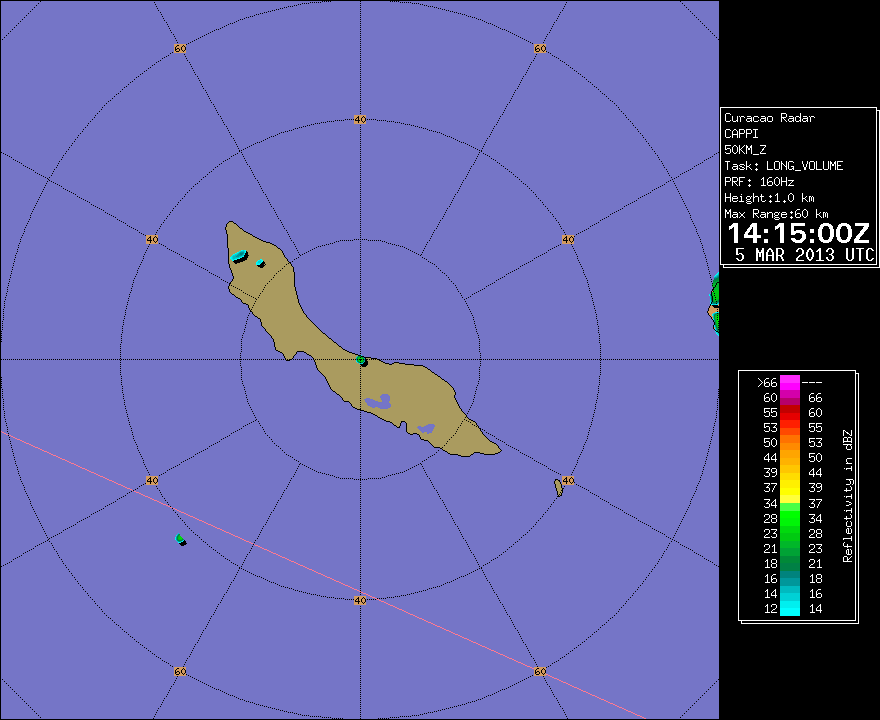 60
60
40
40
40
40
40
40
60
60
Curacao Radar
CAPPI
50KM_Z
Task: LONG_VOLUME
PRF: 160Hz
Height:1.0 km
Max Range:60 km
14:15:00Z
5 MAR 2013 UTC
>66 ---
60 66
55 60
53 55
50 53
44 50
39 44
37 39
34 37
28 34
23 28
21 23
18 21
16 18
14 16
12 14
Reflectivity in dBZ